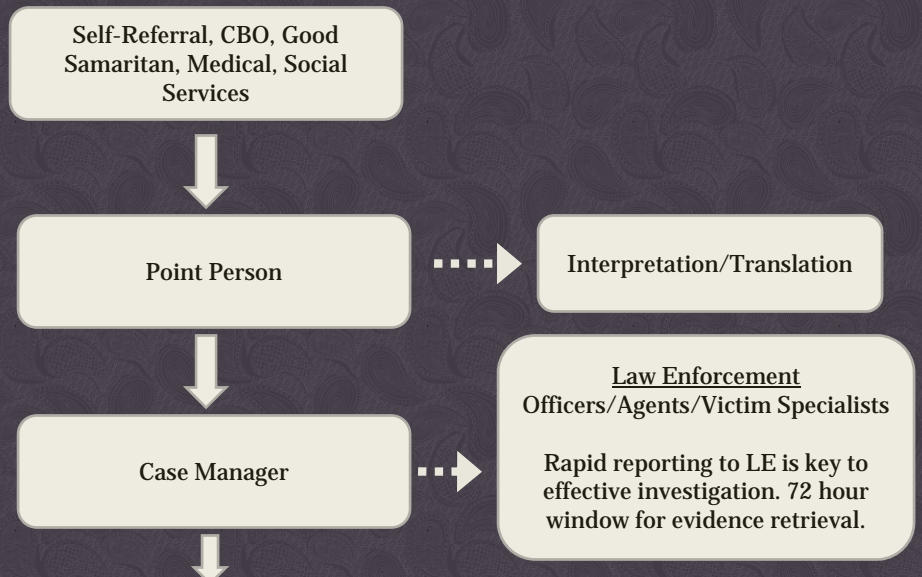 Self-Referral, CBO, Good
Samaritan, Medical, Social
Services
Point Person
Interpretation/Translation
Law Enforcement
Officers/Agents/Victim Specialists
Case Manager
Rapid reporting to LE is key to
effective investigation. 72 hour
window for evidence retrieval.